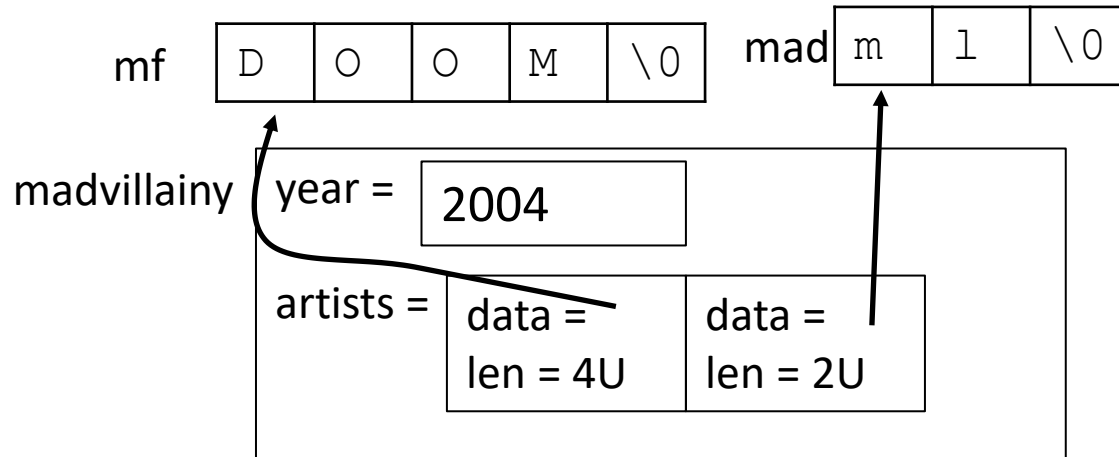 mf D O O M \0 mad m l \0
madvillainy year = 2004
artists = data = data =
len = 4U len = 2U